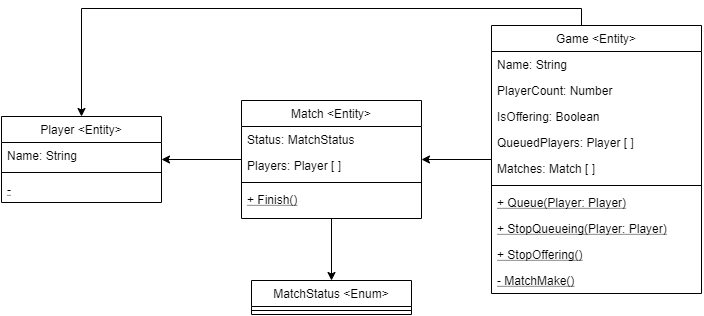 Player <Entity>
Name: String
-
Match <Entity>
Status: MatchStatus
Players: Player [ ]
+ Finish()
MatchStatus <Enum>
Game <Entity>
Name: String
PlayerCount: Number
IsOffering: Boolean
QueuedPlayers: Player [ ]
Matches: Match [ ]
+ Queue(Player: Player)
+ StopQueueing(Player: Player)
+ StopOffering()
- MatchMake()